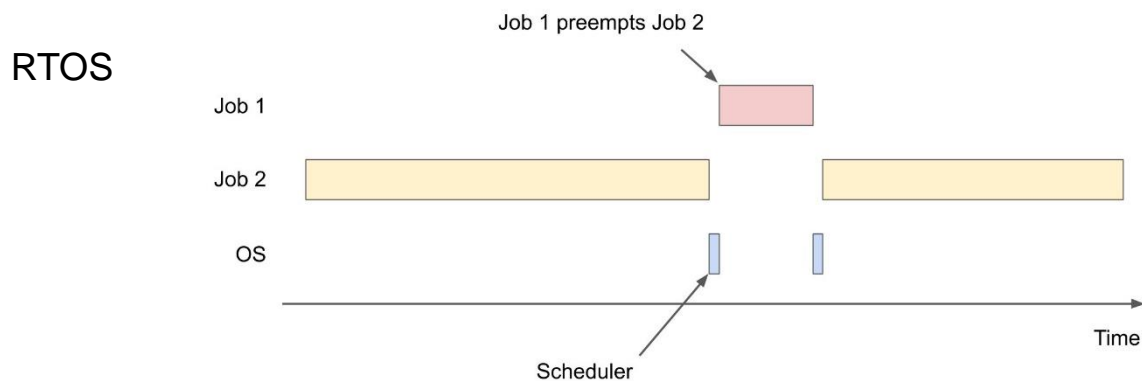 Job 1 preempts Job 2
RTOS
Job 1
Job 2
OS
Time
Scheduler